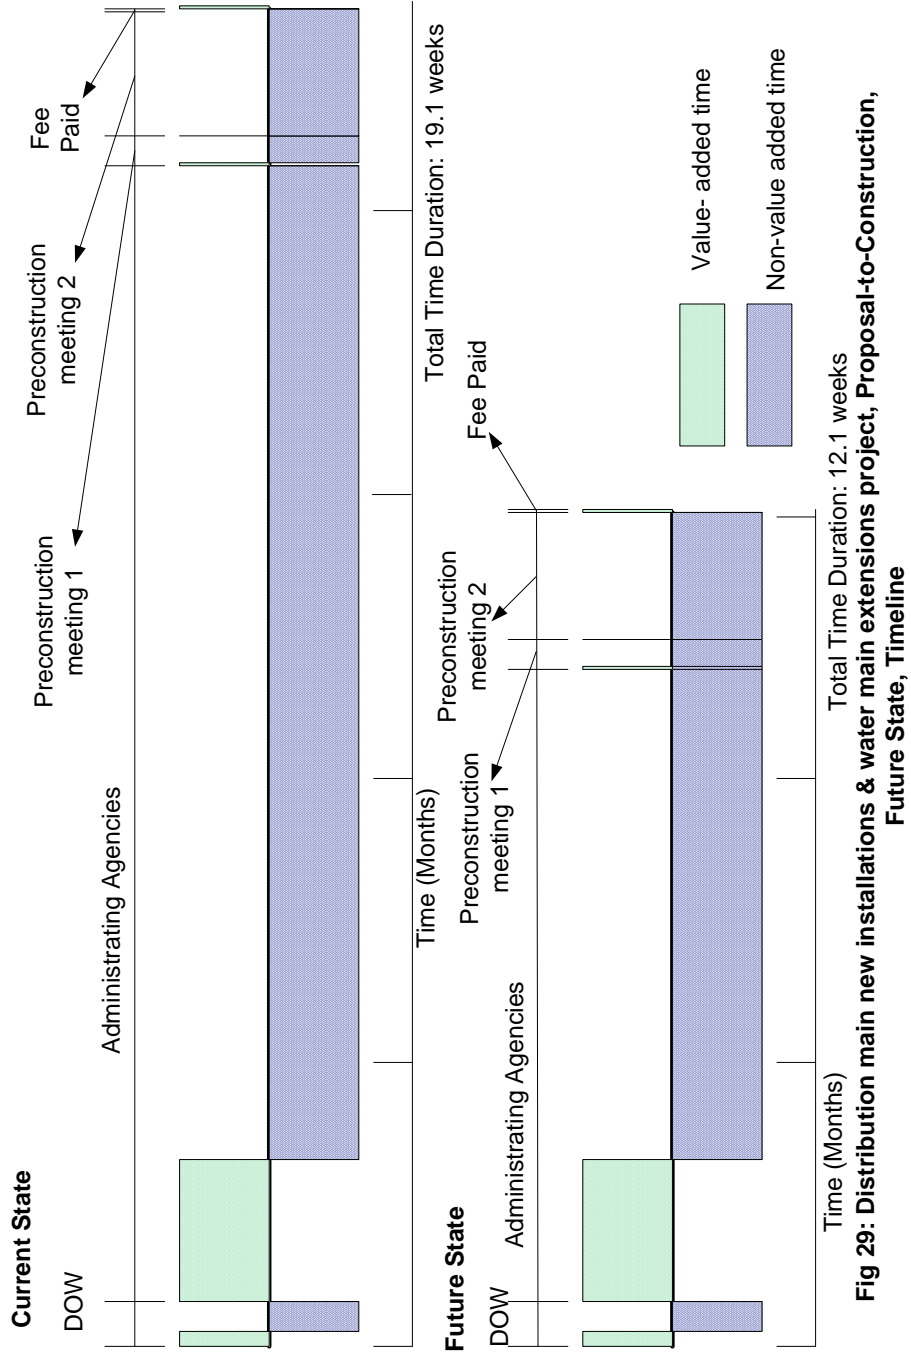 Current State
DOW
Administrating Agencies
Preconstruction
meeting 1
Preconstruction
meeting 2
Fee
Paid
Time (Months)
Total Time Duration: 19.1 weeks
Future State
DOW
Administrating Agencies
Preconstruction
meeting 1
Preconstruction
meeting 2
Fee Paid
Time (Months)
Total Time Duration: 12.1 weeks
Value- added time
Non-value added time
Fig 29: Distribution main new installations & water main extensions project, Proposal-to-Construction,
Future State, Timeline